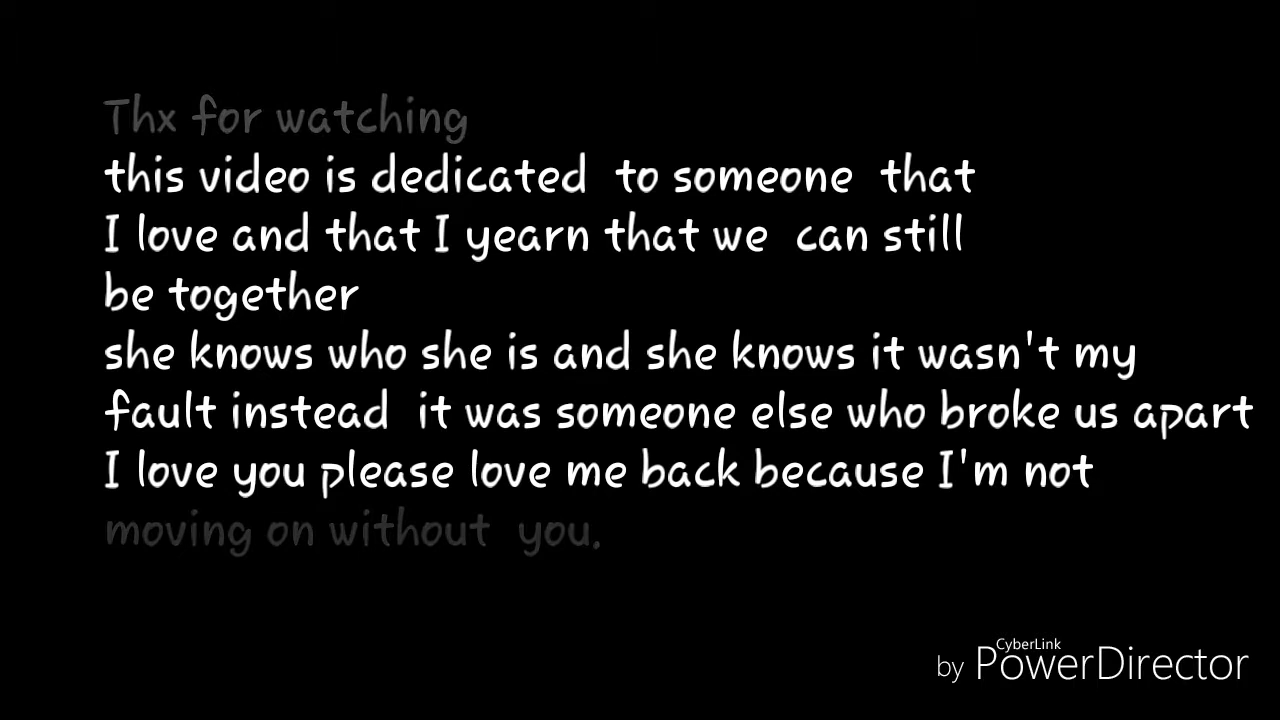 Thx for watching
this video is dedicated  to someone  that
I love and that I yearn that we  can still
be together
she knows who she is and she knows it wasn't my
fault instead  it was someone else who broke us apart
I love you please love me back because I'm not
moving on without  you.
CyberLink
by PowerDirector